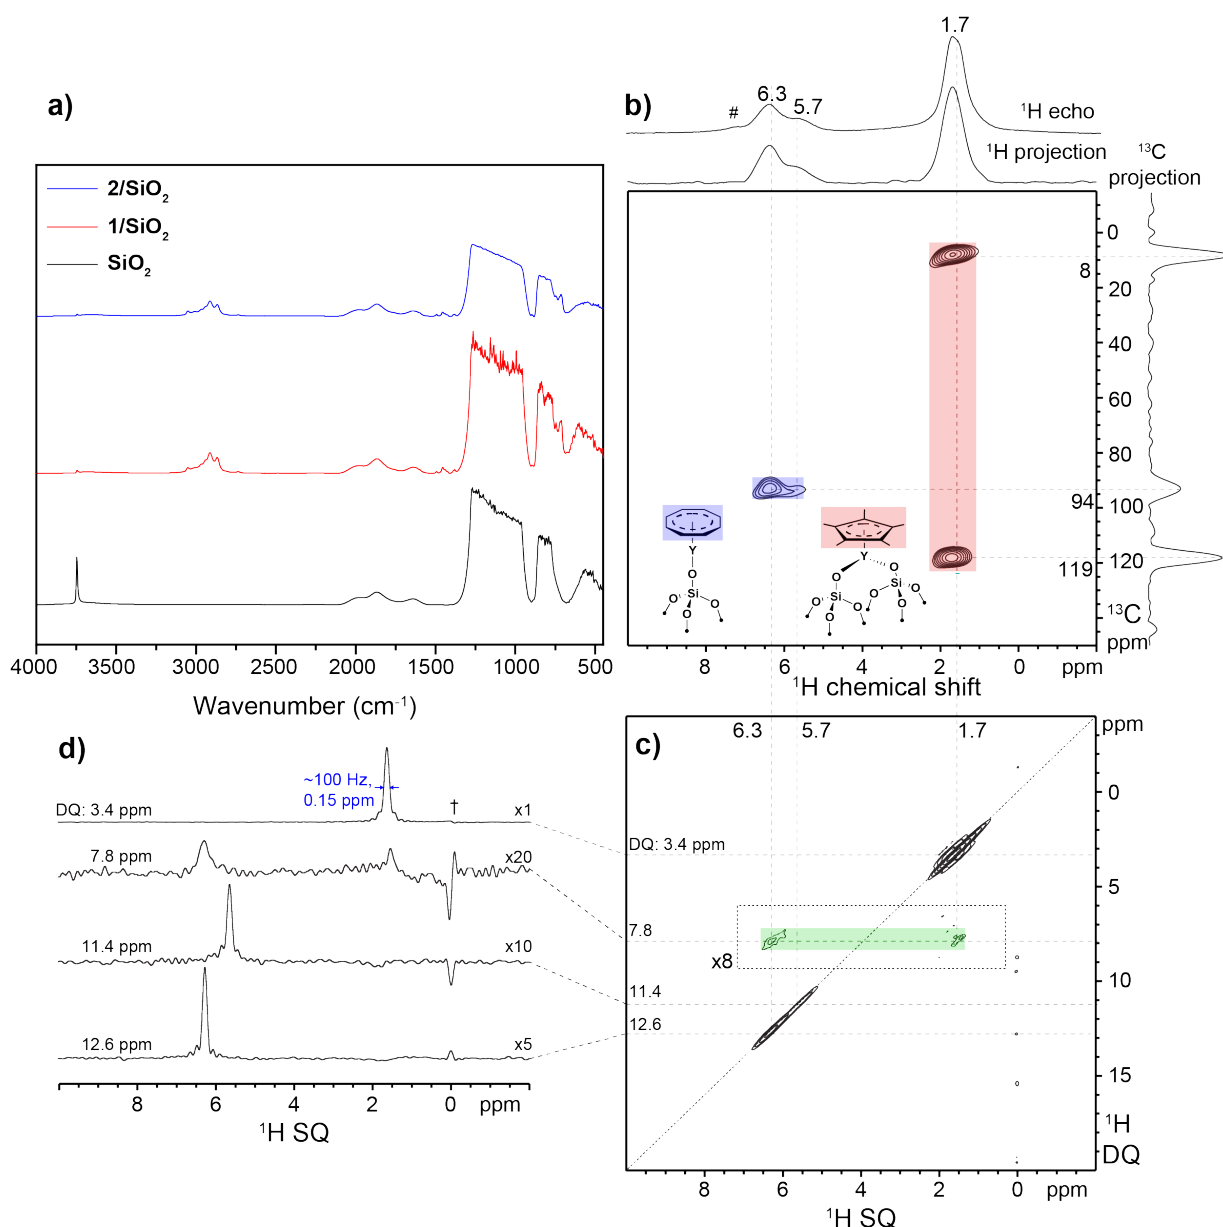 a)
2/SiO₂
1/SiO₂
SiO₂
4000 3500 3000 2500 2000 1500 1000 500
Wavenumber (cm⁻¹)
b)
1.7
6.3
5.7
#
¹H echo
¹H projection
¹³C
projection
0
8
20
40
60
80
94
100
119
120
¹³C
ppm
Y
O
Si
O
O
O
Y
O
O
Si
Si
O
O
O
O
O
O
8 6 4 2 0 ppm
¹H chemical shift
d)
~100 Hz,
0.15 ppm
DQ: 3.4 ppm
†
x1
7.8 ppm
x20
11.4 ppm
x10
12.6 ppm
x5
8 6 4 2 0 ppm
¹H SQ
c)
6.3 5.7 1.7
ppm
0
DQ: 3.4 ppm
5
7.8
x8
10
11.4
12.6
15
¹H
DQ
8 6 4 2 0 ppm
¹H SQ